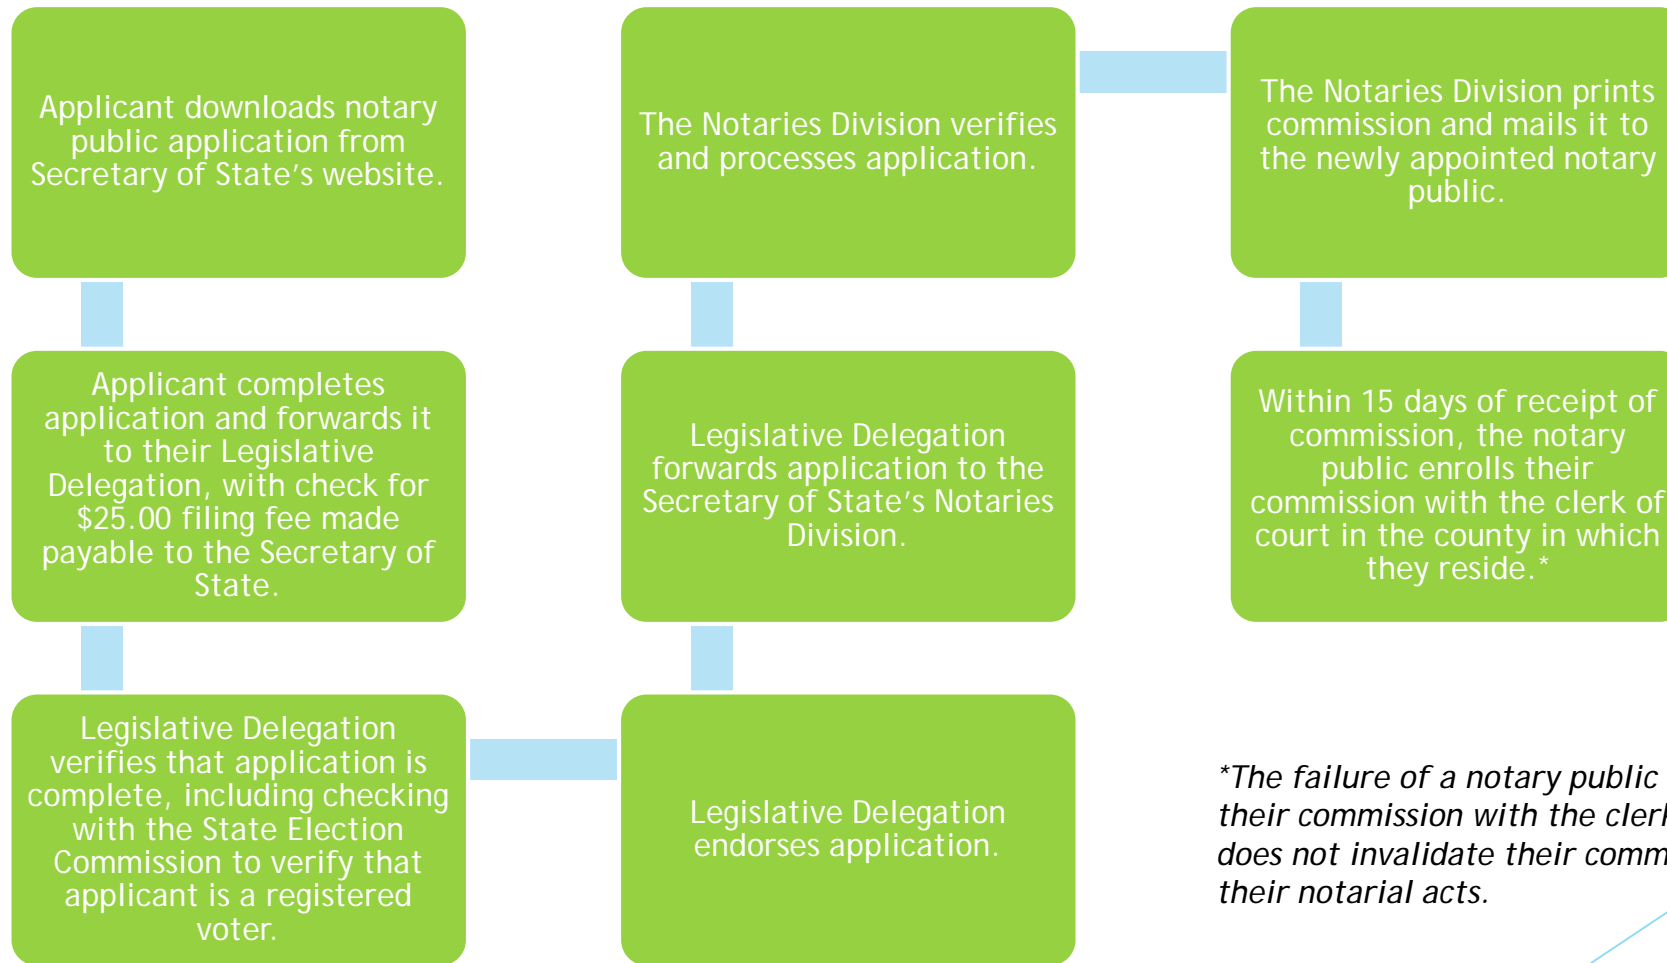 Applicant downloads notary
public application from
Secretary of State’s website.
Applicant completes
application and forwards it
to their Legislative
Delegation, with check for
$25.00 filing fee made
payable to the Secretary of
State.
Legislative Delegation
verifies that application is
complete, including checking
with the State Election
Commission to verify that
applicant is a registered
voter.
Legislative Delegation
endorses application.
Legislative Delegation
forwards application to the
Secretary of State’s Notaries
Division.
The Notaries Division verifies
and processes application.
The Notaries Division prints
commission and mails it to
the newly appointed notary
public.
Within 15 days of receipt of
commission, the notary
public enrolls their
commission with the clerk of
court in the county in which
they reside.*
*The failure of a notary public
their commission with the
does not invalidate their
their notarial acts.